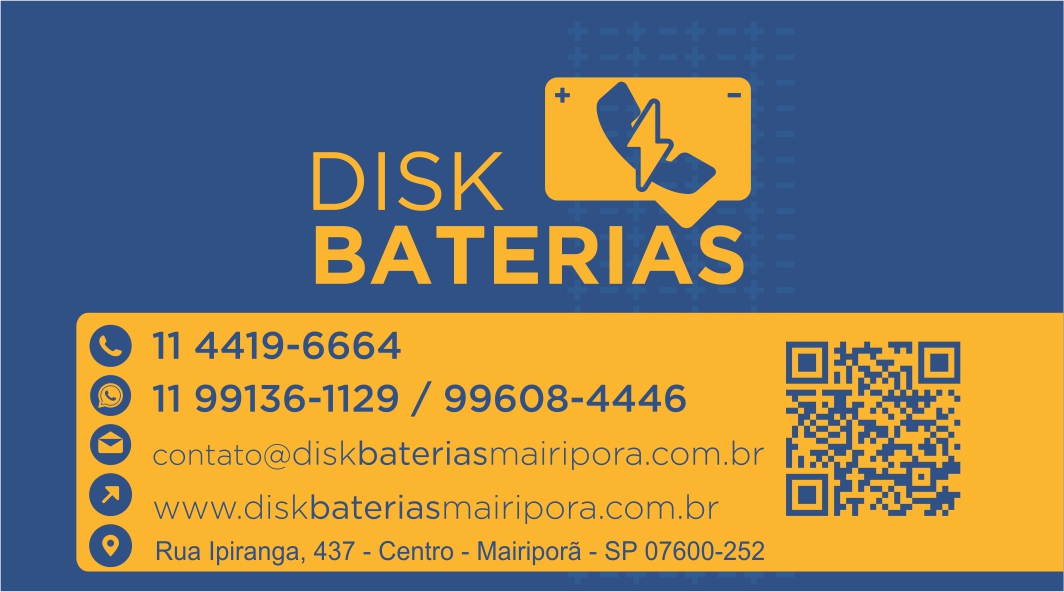 + -
DISK
BATERIAS
11 4419-6664
11 99136-1129 / 99608-4446
contato@diskbateriasmairipora.com.br
www.diskbateriasmairipora.com.br
Rua Ipiranga, 437 - Centro - Mairiporã - SP 07600-252